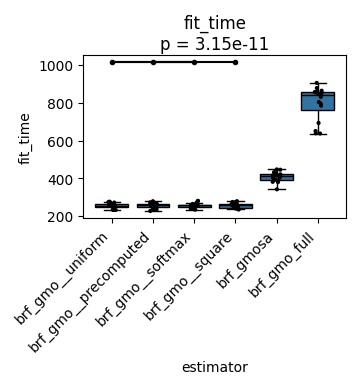 fit_time
p = 3.15e-11
fit_time
1000
800
600
400
200
brf_gmo__uniform
brf_gmo__precomputed
brf_gmo__softmax
brf_gmo__square
brf_gmosa
brf_gmo_full
estimator